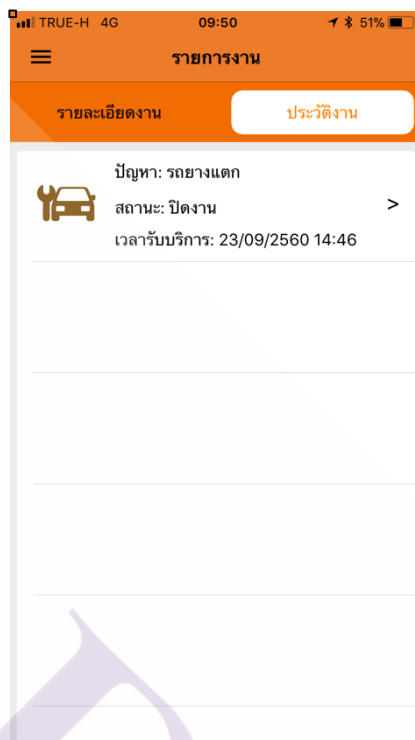 TRUE-H 4G 09:50 51%
รายการงาน
รายละเอียดงาน ประวัติงาน
ปัญหา: รถยางแตก
สถานะ: ปิดงาน >
เวลารับบริการ: 23/09/2560 14:46